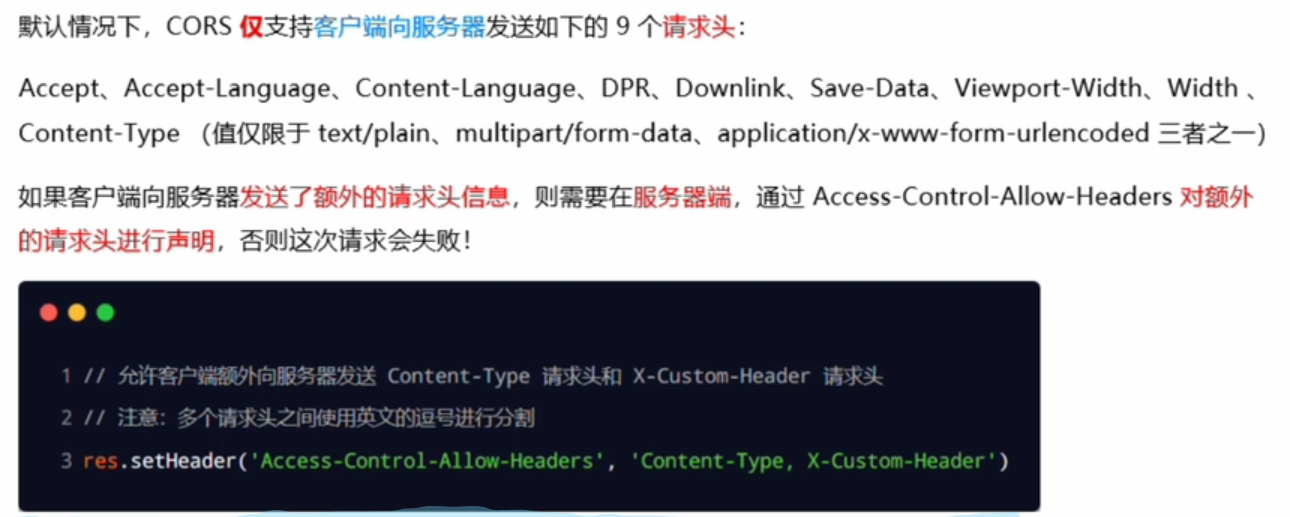 默认情况下，CORS 仅支持客户端向服务器发送如下的 9 个请求头：
Accept、Accept-Language、Content-Language、DPR、Downlink、Save-Data、Viewport-Width、Width 、
Content-Type （值仅限于 text/plain、multipart/form-data、application/x-www-form-urlencoded 三者之一）
如果客户端向服务器发送了额外的请求头信息，则需要在服务器端，通过 Access-Control-Allow-Headers 对额外
的请求头进行声明，否则这次请求会失败！
1 // 允许客户端额外向服务器发送 Content-Type 请求头和 X-Custom-Header 请求头
2 // 注意：多个请求头之间使用英文的逗号进行分割
3 res.setHeader('Access-Control-Allow-Headers', 'Content-Type, X-Custom-Header')